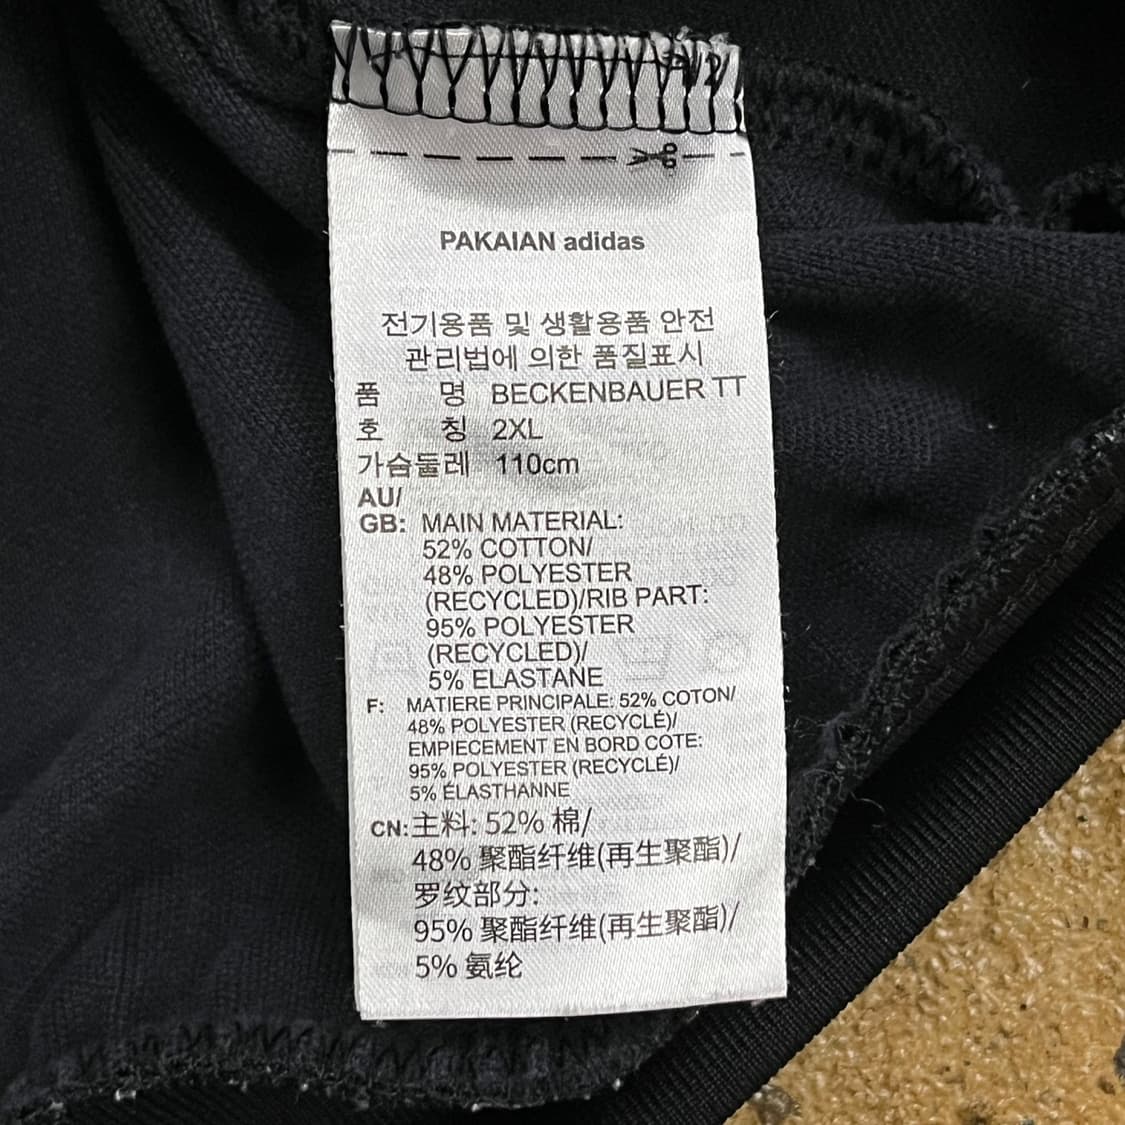 PAKAIAN adidas
전기용품 및 생활용품 안전
관리법에 의한 품질표시
품 명 BECKENBAUER TT
호 칭 2XL
가슴둘레 110cm
AU/
GB: MAIN MATERIAL:
52% COTTON/
48% POLYESTER
(RECYCLED)/RIB PART:
95% POLYESTER
(RECYCLED)/
5% ELASTANE
F: MATIERE PRINCIPALE: 52% COTON/
48% POLYESTER (RECYCLÉ)/
EMPIECEMENT EN BORD COTE:
95% POLYESTER (RECYCLÉ)/
5% ÉLASTHANNE
CN: 主料: 52% 棉/
48% 聚酯纤维(再生聚酯)/
罗纹部分:
95% 聚酯纤维(再生聚酯)/
5% 氨纶